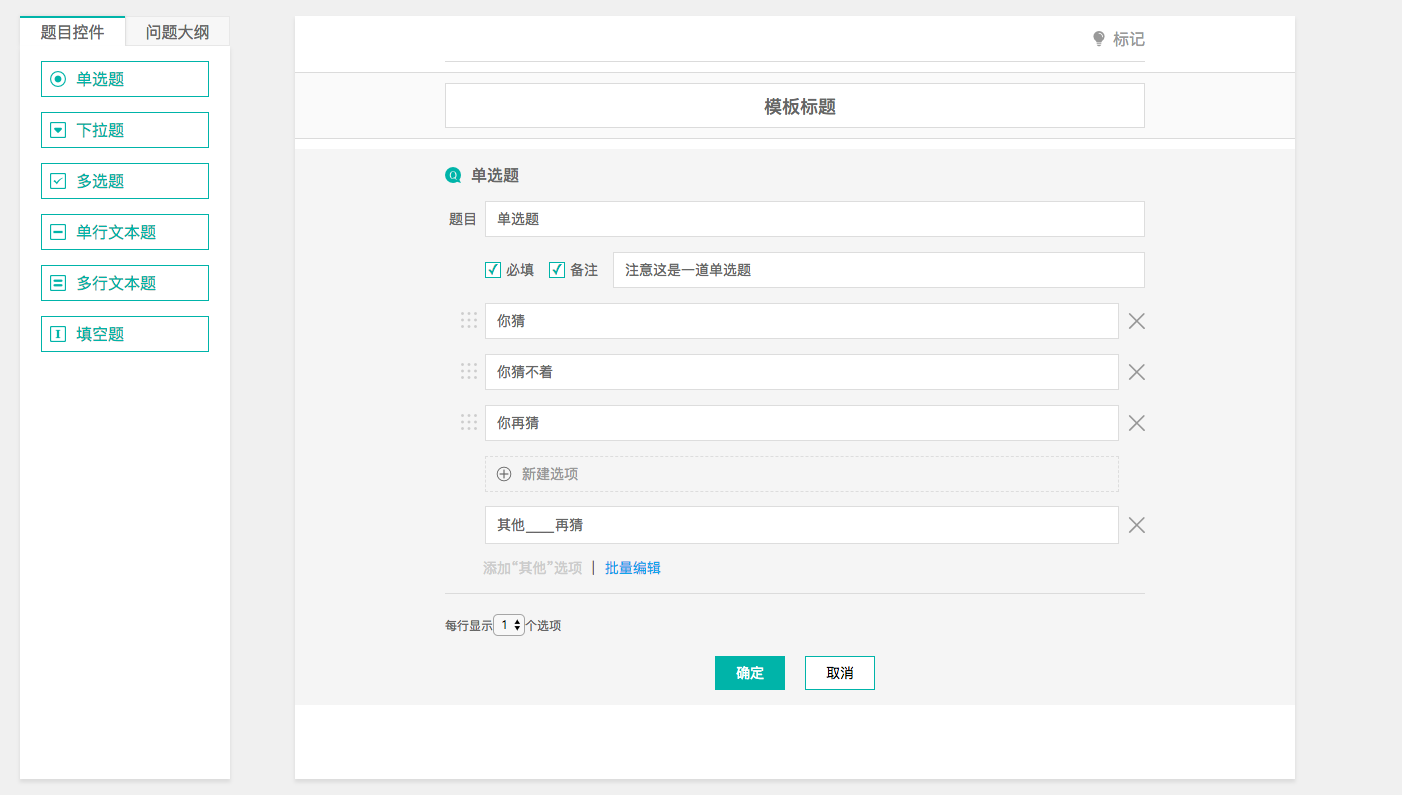 题目控件
问题大纲
单选题
下拉题
多选题
单行文本题
多行文本题
填空题
标记
模板标题
Q 单选题
题目 单选题
必填 备注 注意这是一道单选题
你猜
你猜不着
你再猜
新建选项
其他____再猜
添加“其他”选项 | 批量编辑
每行显示 1 个选项
确定 取消